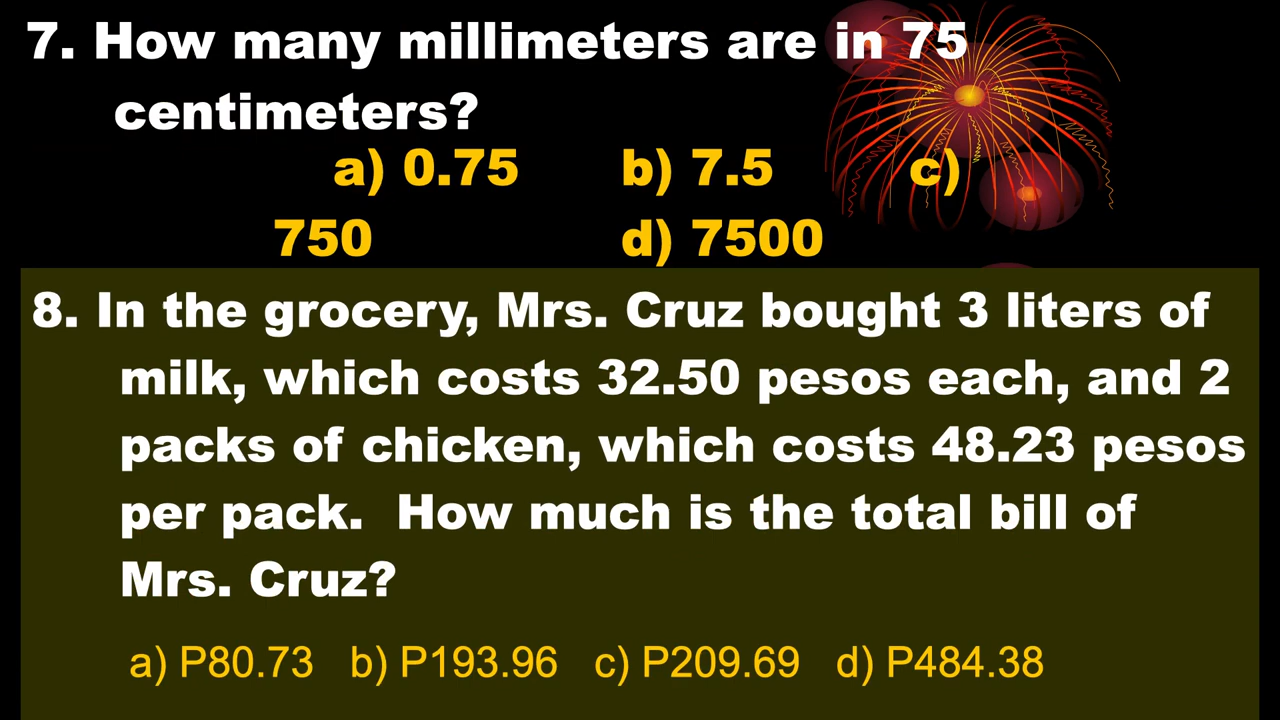 7. How many millimeters are in 75
centimeters?
a) 0.75 b) 7.5 c)
750 d) 7500
8. In the grocery, Mrs. Cruz bought 3 liters of
milk, which costs 32.50 pesos each, and 2
packs of chicken, which costs 48.23 pesos
per pack. How much is the total bill of
Mrs. Cruz?
a) P80.73 b) P193.96 c) P209.69 d) P484.38